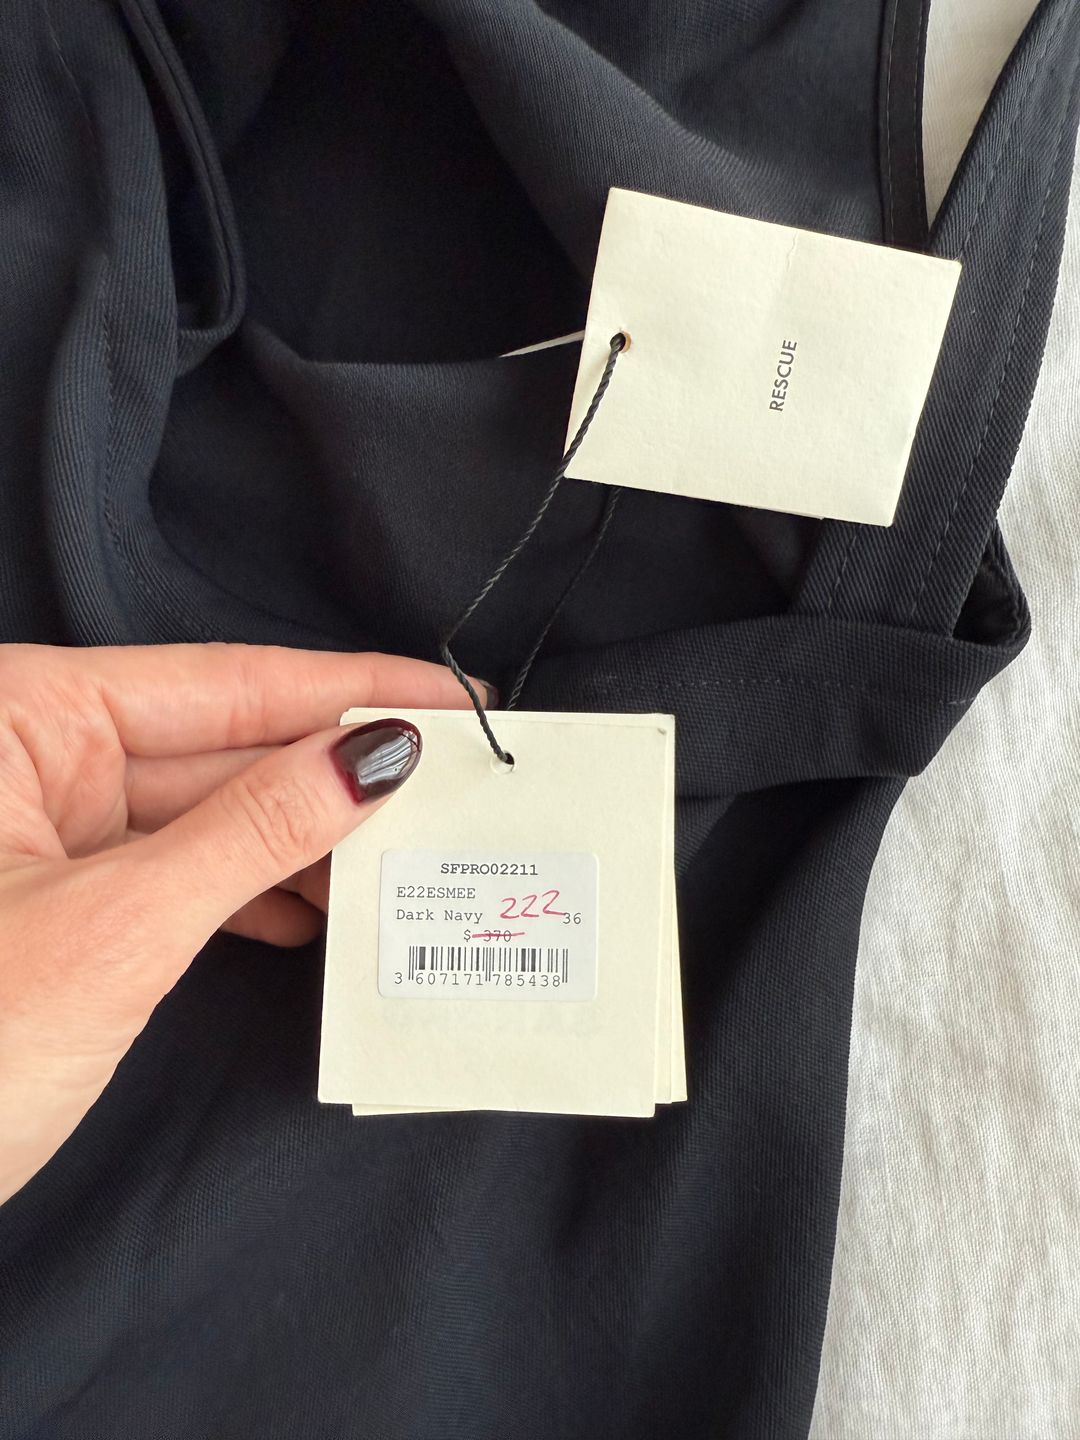 RESCUE
SFPRO02211
E22ESMEE
Dark Navy 222 36
$ 370
3 607171 785438